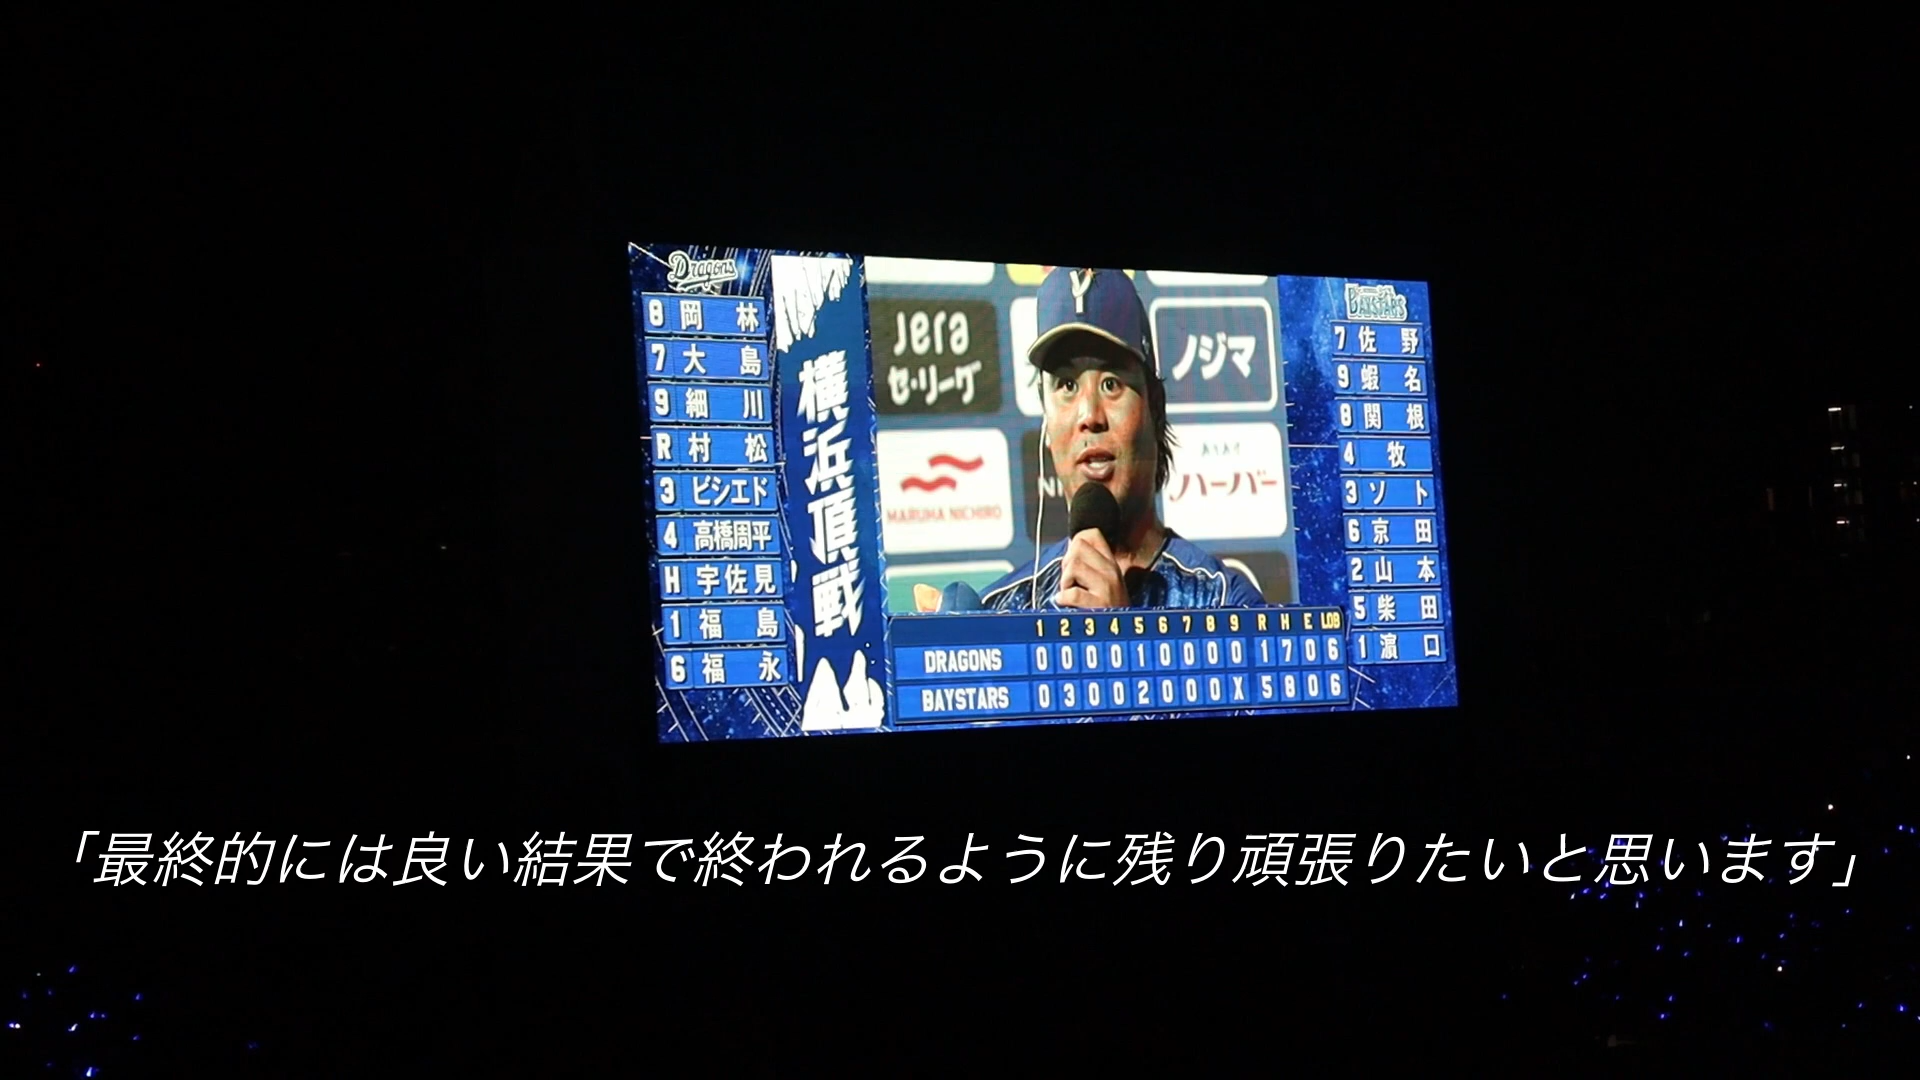 Dragons
8 岡林
7 大島
9 細川
R 村松
3 ビシエド
4 高橋周平
H 宇佐見
1 福島
6 福永
横浜頂戦
Y
jera
セ・リーグ
ノジマ
MARUHA NICHIRO
ありあけ
ハーバー
BAYSTARS
7 佐野
9 蝦名
8 関根
4 牧
3 ソト
6 京田
2 山本
5 柴田
1 濵口
1 2 3 4 5 6 7 8 9 R H E LOB
DRAGONS 0 0 0 0 1 0 0 0 0 1 7 0 6
BAYSTARS 0 3 0 0 2 0 0 0 X 5 8 0 6
「最終的には良い結果で終われるように残り頑張りたいと思います」